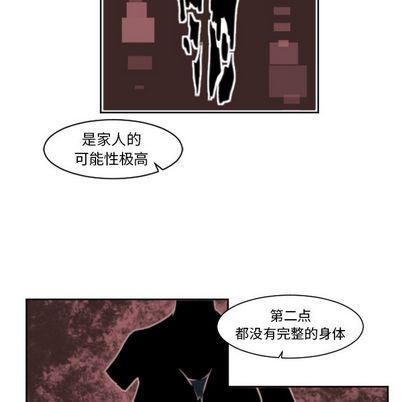 是家人的
可能性极高
第二点
都没有完整的身体